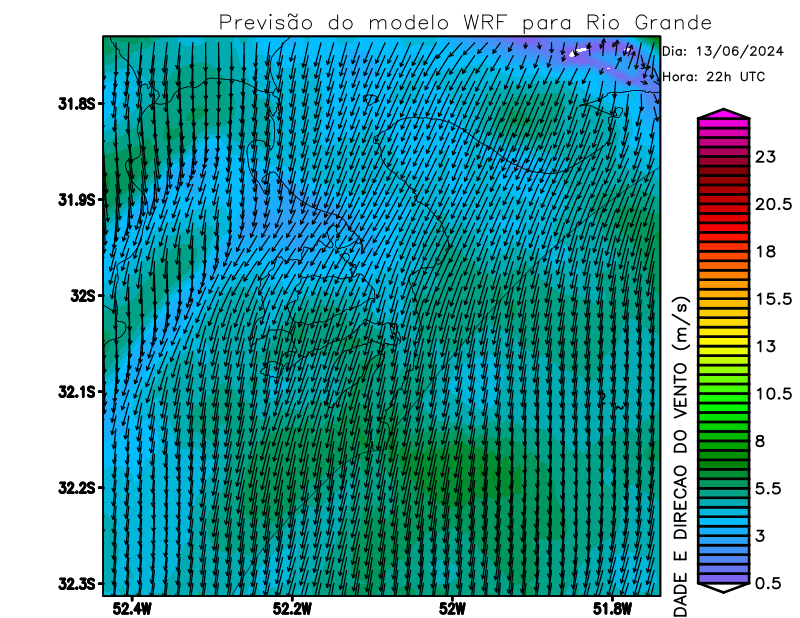 Previsão do modelo WRF para Rio Grande
Dia: 13/06/2024
Hora: 22h UTC
31.8S
31.9S
32S
32.1S
32.2S
32.3S
52.4W
52.2W
52W
51.8W
23
20.5
18
15.5
13
10.5
8
5.5
3
0.5
DADE E DIRECAO DO VENTO (m/s)